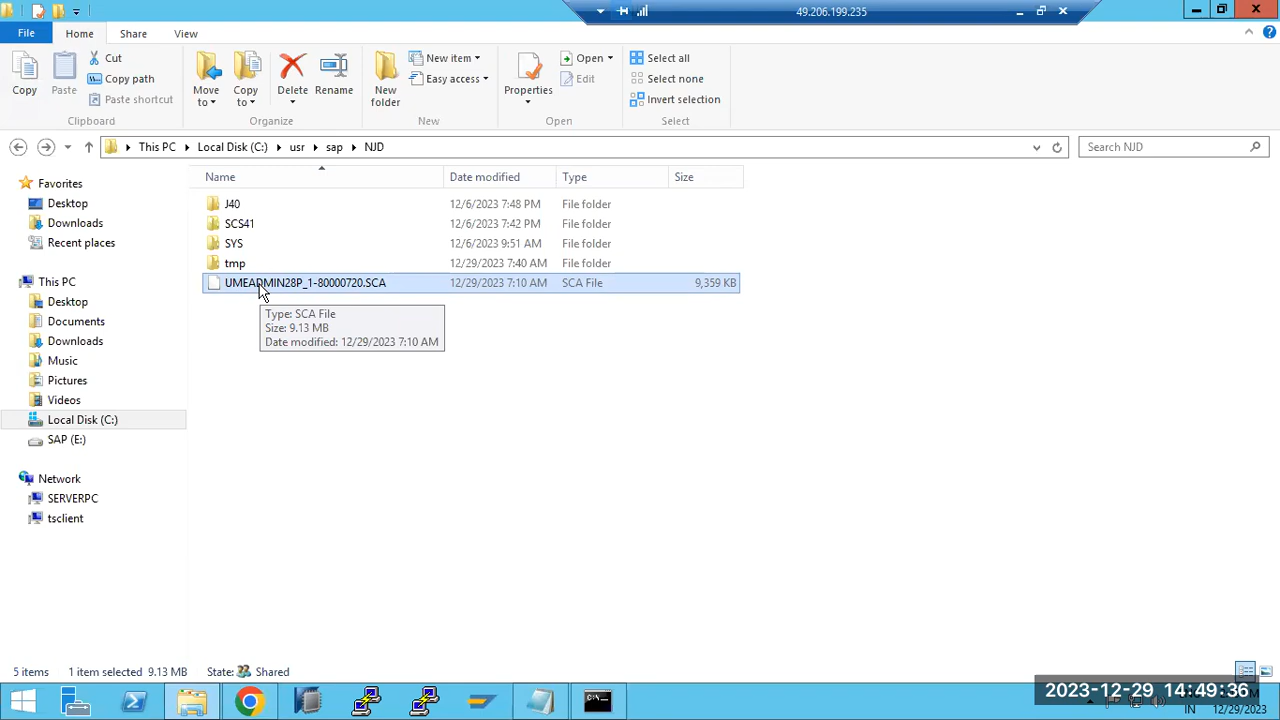 49.206.199.235
File Home Share View
Copy
Paste
Cut
Copy path
Paste shortcut
Clipboard
Move to
Copy to
Delete
Rename
Organize
New folder
New item
Easy access
New
Properties
Open
Edit
Open
Select all
Select none
Invert selection
Select
This PC Local Disk (C:) usr sap NJD
Search NJD
Favorites
Desktop
Downloads
Recent places
This PC
Desktop
Documents
Downloads
Music
Pictures
Videos
Local Disk (C:)
SAP (E:)
Network
SERVERPC
tsclient
Name Date modified Type Size
J40 12/6/2023 7:48 PM File folder
SCS41 12/6/2023 7:42 PM File folder
SYS 12/6/2023 9:51 AM File folder
tmp 12/29/2023 7:40 AM File folder
UMEADMIN28P_1-80000720.SCA 12/29/2023 7:10 AM SCA File 9,359 KB
Type: SCA File
Size: 9.13 MB
Date modified: 12/29/2023 7:10 AM
5 items 1 item selected 9.13 MB State: Shared
2023-12-29 14:49:36
IN 12/29/2023